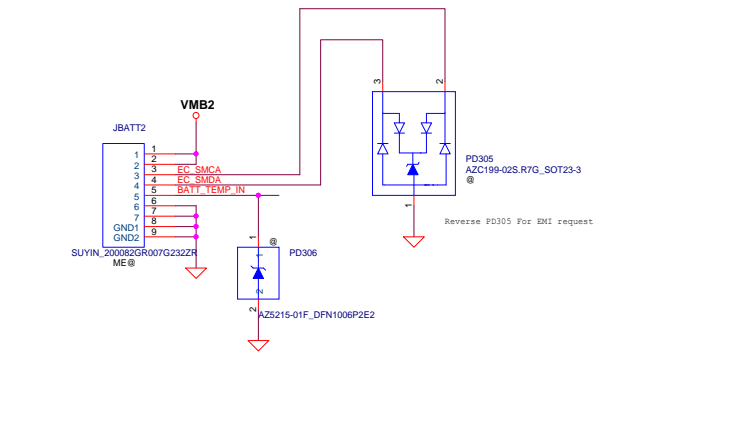 VMB2
JBATT2
1
1
2
2
3
3
EC_SMCA
4
4
EC_SMDA
5
5
BATT_TEMP_IN
6
6
7
7
GND1
8
GND2
9
SUYIN_200082GR007G232ZR
ME@
3
2
PD305
AZC199-02S.R7G_SOT23-3
@
1
Reverse PD305 For EMI request
1
@
PD306
1
2
2
AZ5215-01F_DFN1006P2E2